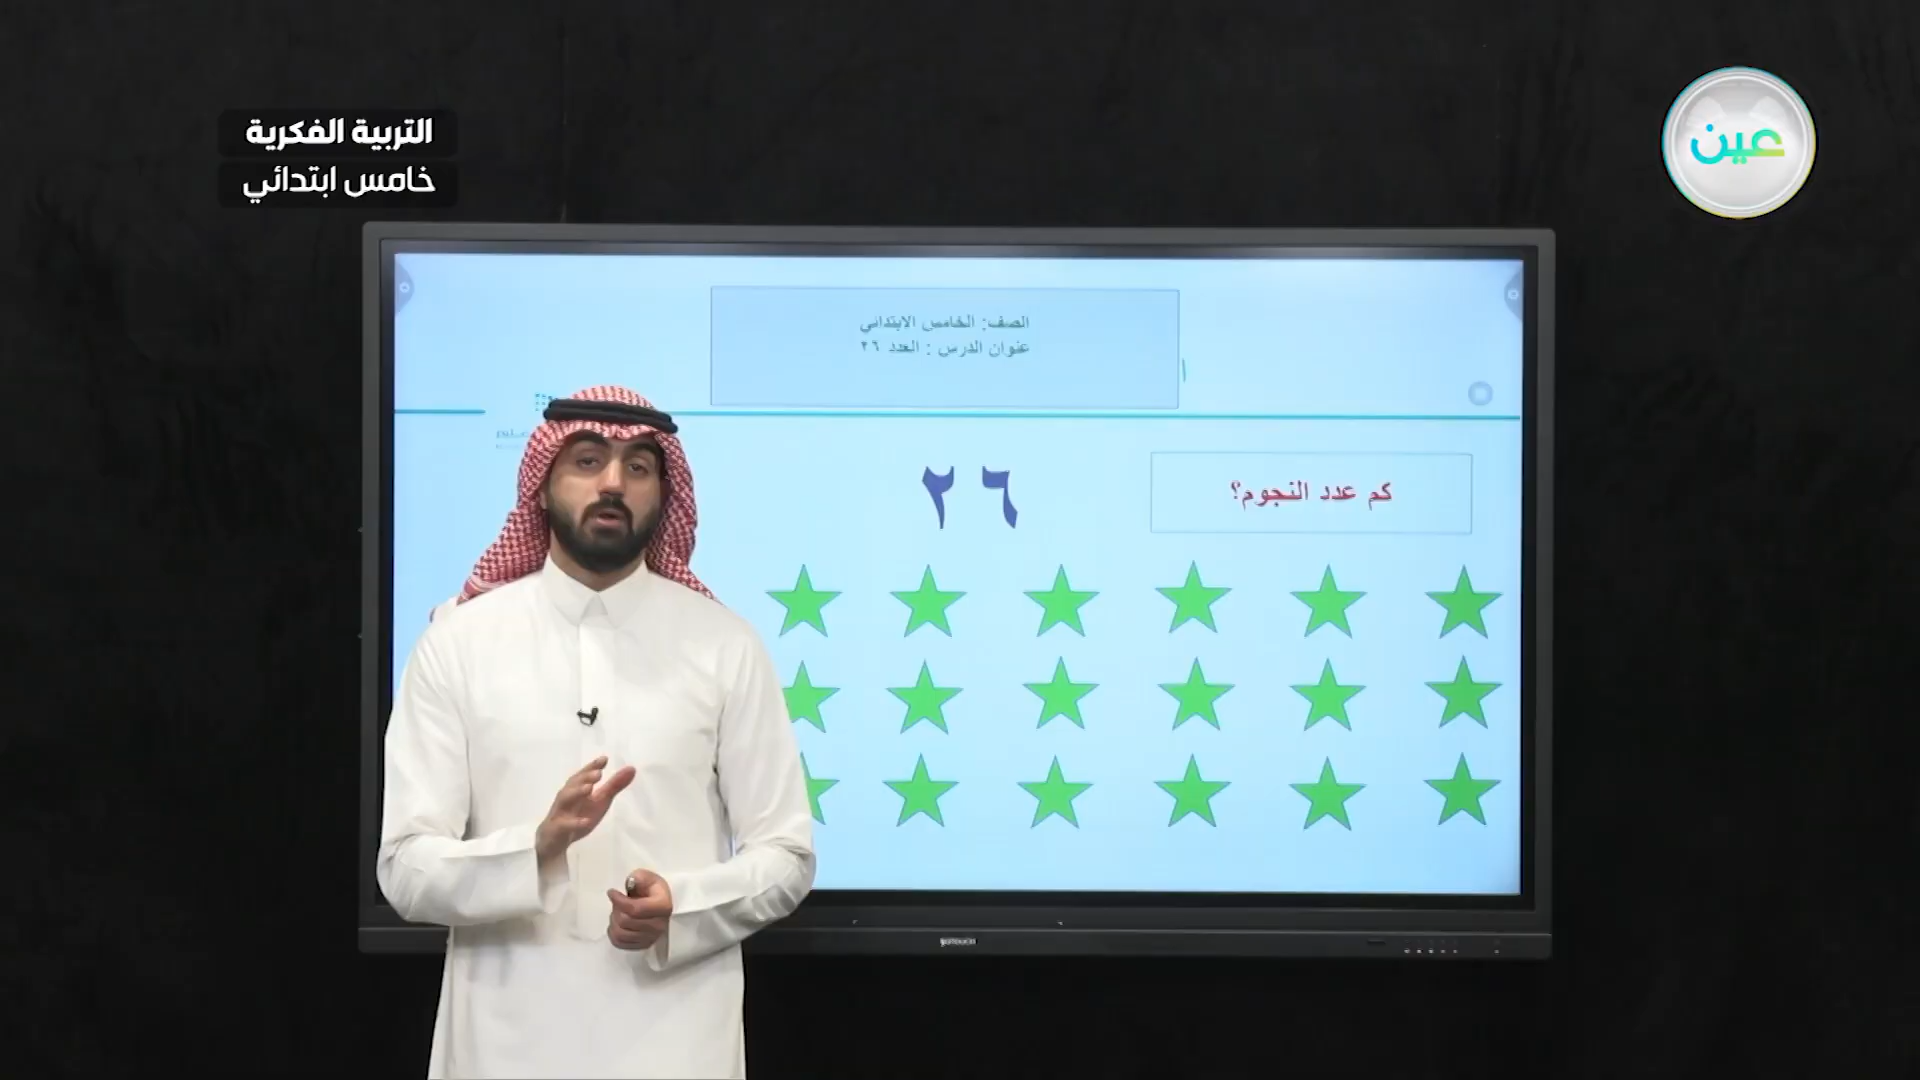 التربية الفكرية
خامس ابتدائي
عين
الصف: الخامس الابتدائي
عنوان الدرس : العدد ٢٦
كم عدد النجوم؟
٢٦